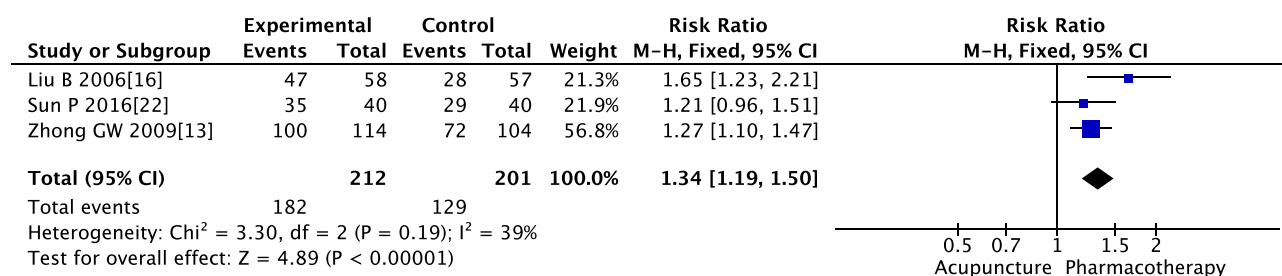 Experimental Control Risk Ratio Risk Ratio
Study or Subgroup Events Total Events Total Weight M-H, Fixed, 95% CI M-H, Fixed, 95% CI
Liu B 2006[16] 47 58 28 57 21.3% 1.65 [1.23, 2.21]
Sun P 2016[22] 35 40 29 40 21.9% 1.21 [0.96, 1.51]
Zhong GW 2009[13] 100 114 72 104 56.8% 1.27 [1.10, 1.47]
Total (95% CI) 212 201 100.0% 1.34 [1.19, 1.50]
Total events 182 129
Heterogeneity: Chi² = 3.30, df = 2 (P = 0.19); I² = 39%
Test for overall effect: Z = 4.89 (P < 0.00001)
0.5 0.7 1 1.5 2
Acupuncture Pharmacotherapy